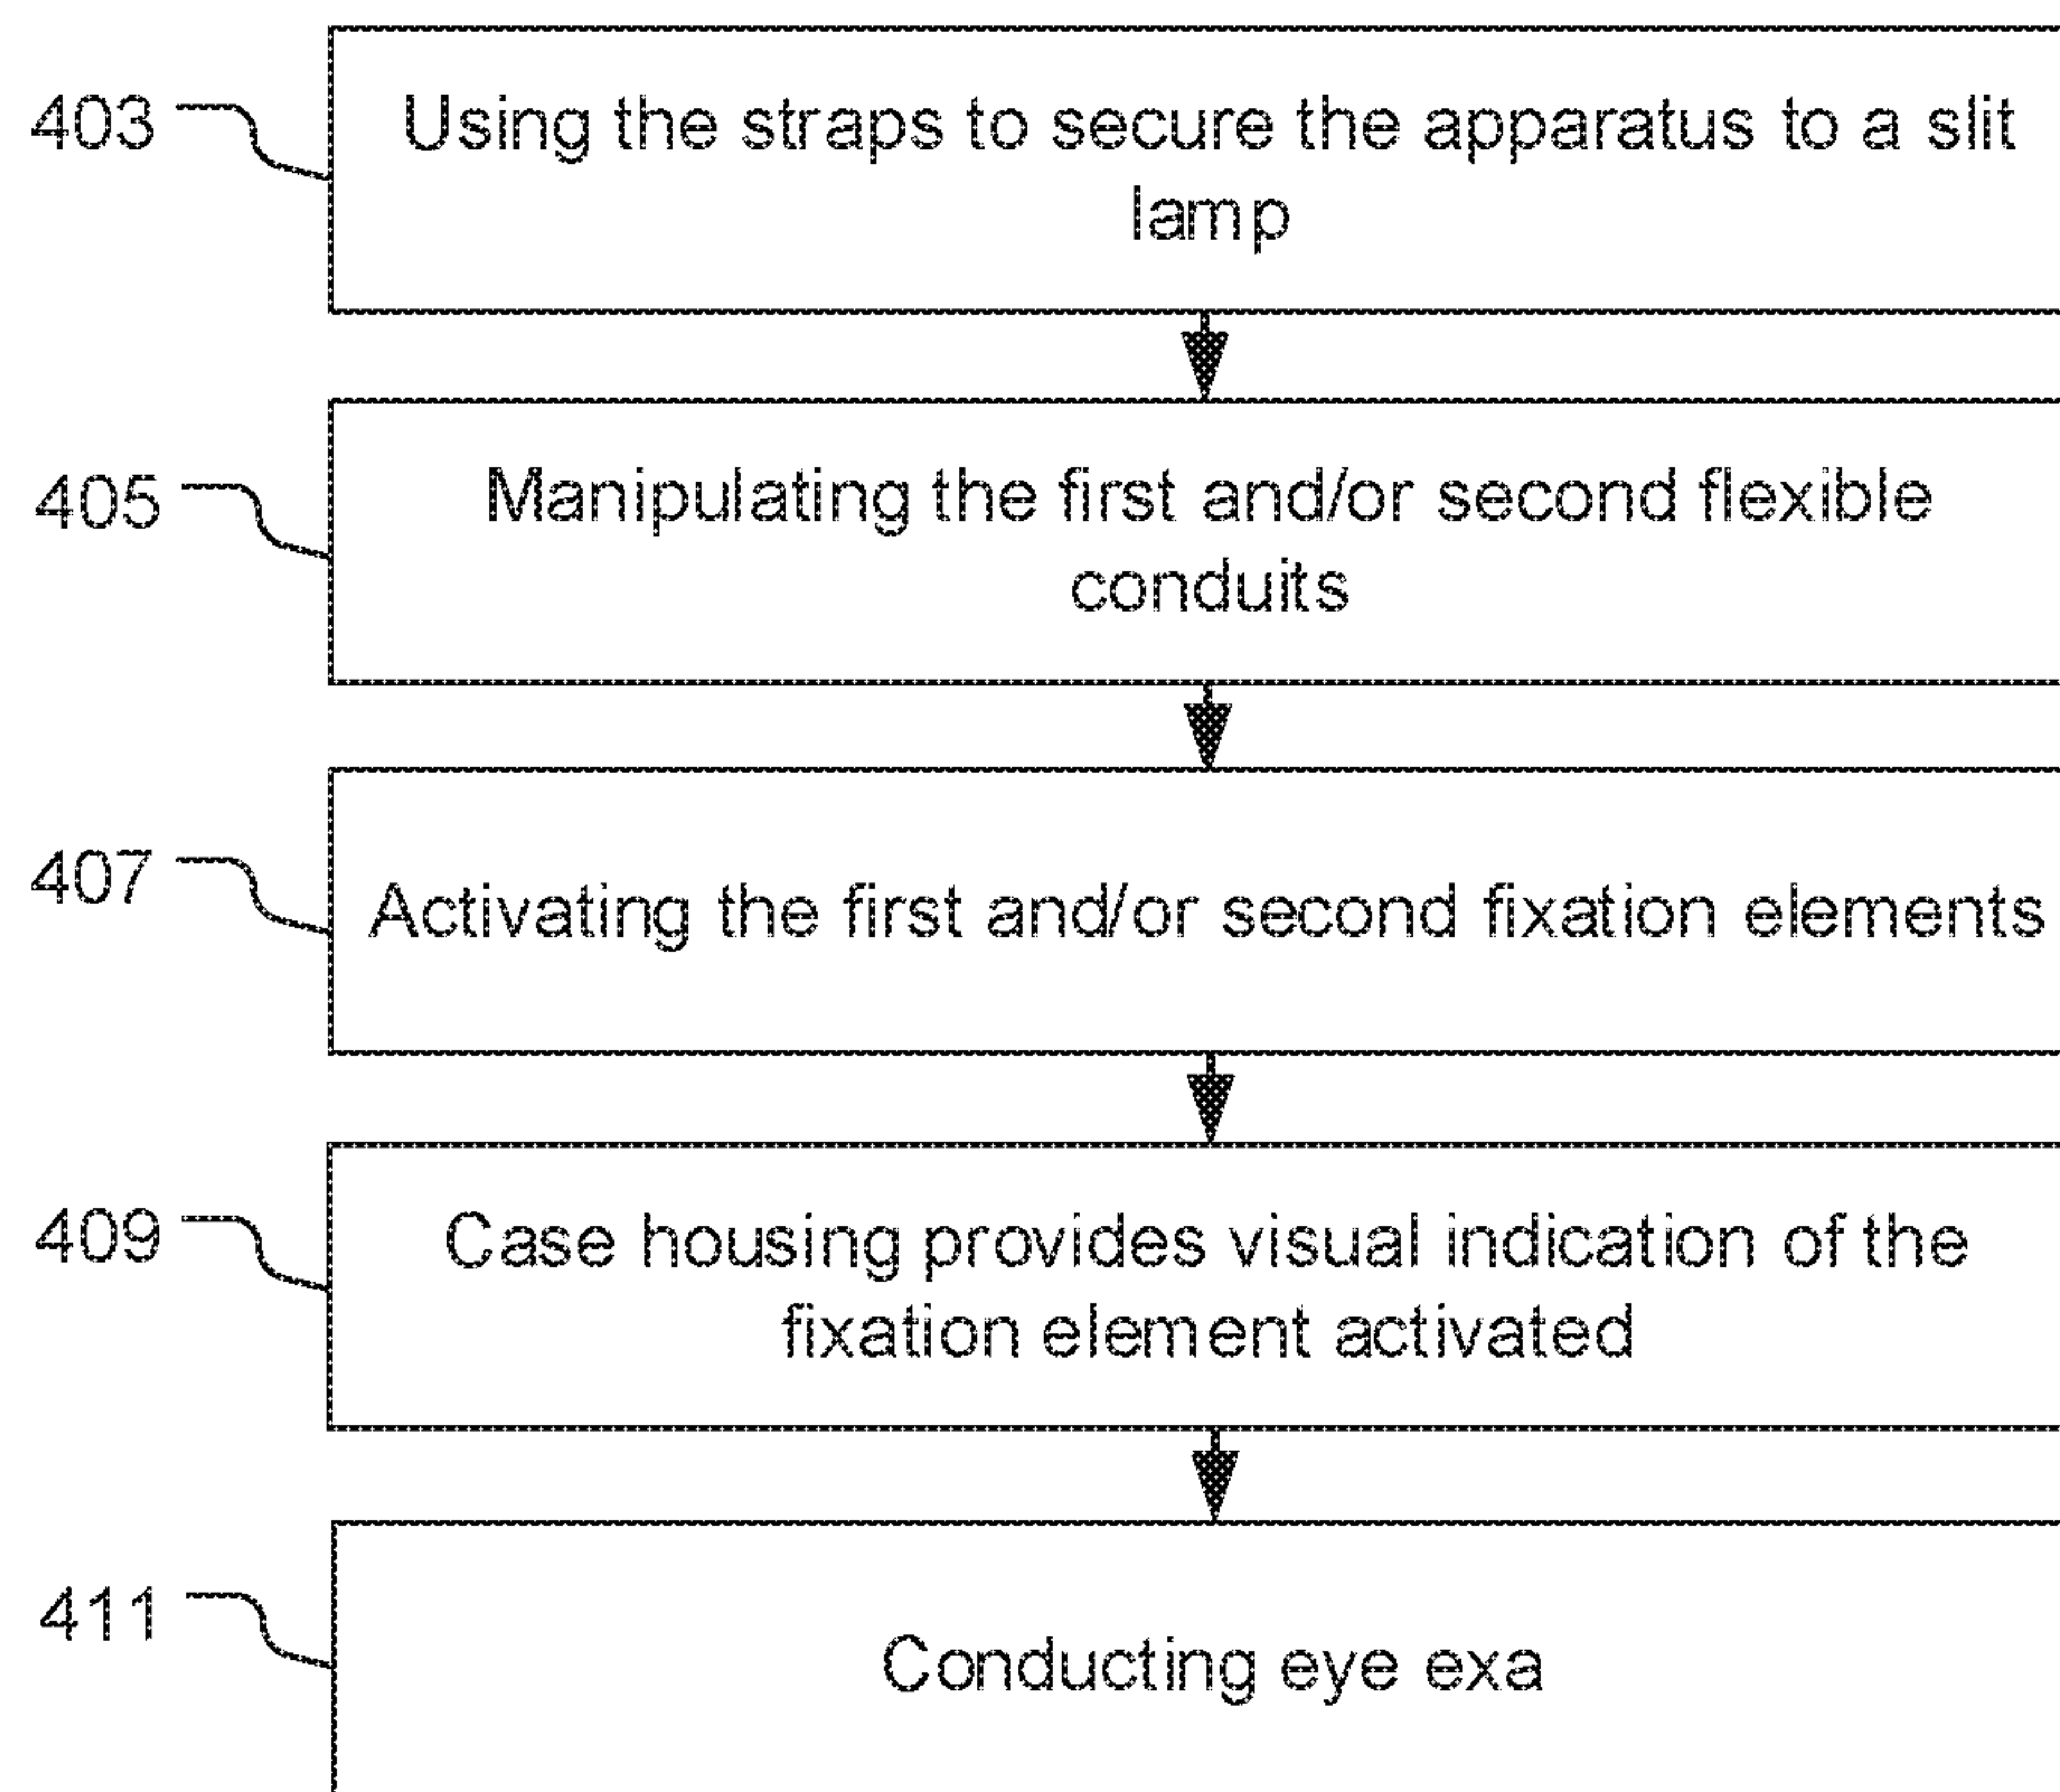 403
Using the straps to secure the apparatus to a slit
lamp
405
Manipulating the first and/or second flexible
conduits
407
Activating the first and/or second fixation elements
409
Case housing provides visual indication of the
fixation element activated
411
Conducting eye exa